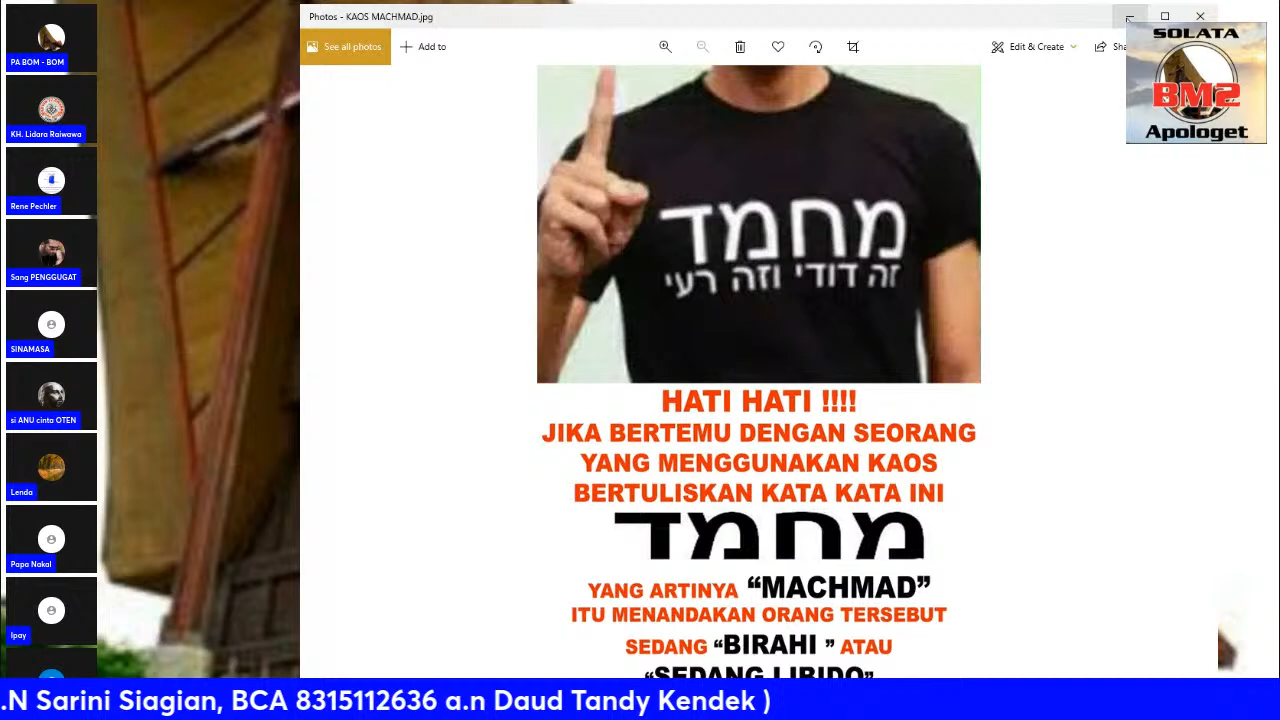 Photos - KAOS MACHMAD.jpg
See all photos
Add to
Edit & Create
Sha
SOLATA
BM2
Apologet
PA BOM - BOM
KH. Lidara Raiwawa
Rene Pechler
Sang PENGGUGAT
SINAMASA
si ANU cinta OTEN
Lenda
Papa Nakal
Ipay
מחמד
זה דודי וזה רעי
HATI HATI !!!!
JIKA BERTEMU DENGAN SEORANG
YANG MENGGUNAKAN KAOS
BERTULISKAN KATA KATA INI
מחמד
YANG ARTINYA “MACHMAD”
ITU MENANDAKAN ORANG TERSEBUT
SEDANG “BIRAHI ” ATAU
“SEDANG LIBIDO”
.N Sarini Siagian, BCA 8315112636 a.n Daud Tandy Kendek )